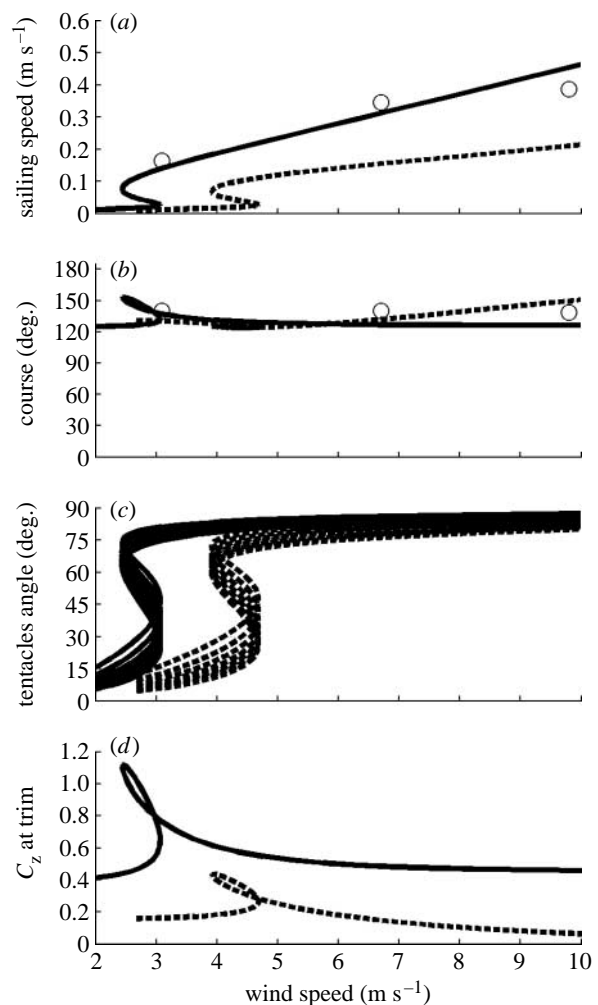 (a)
sailing speed (m s⁻¹)
0.6
0.5
0.4
0.3
0.2
0.1
0
(b)
course (deg.)
180
150
120
90
60
30
0
(c)
tentacles angle (deg.)
90
75
60
45
30
15
0
(d)
C_z at trim
1.2
1.0
0.8
0.6
0.4
0.2
0
2 3 4 5 6 7 8 9 10
wind speed (m s⁻¹)